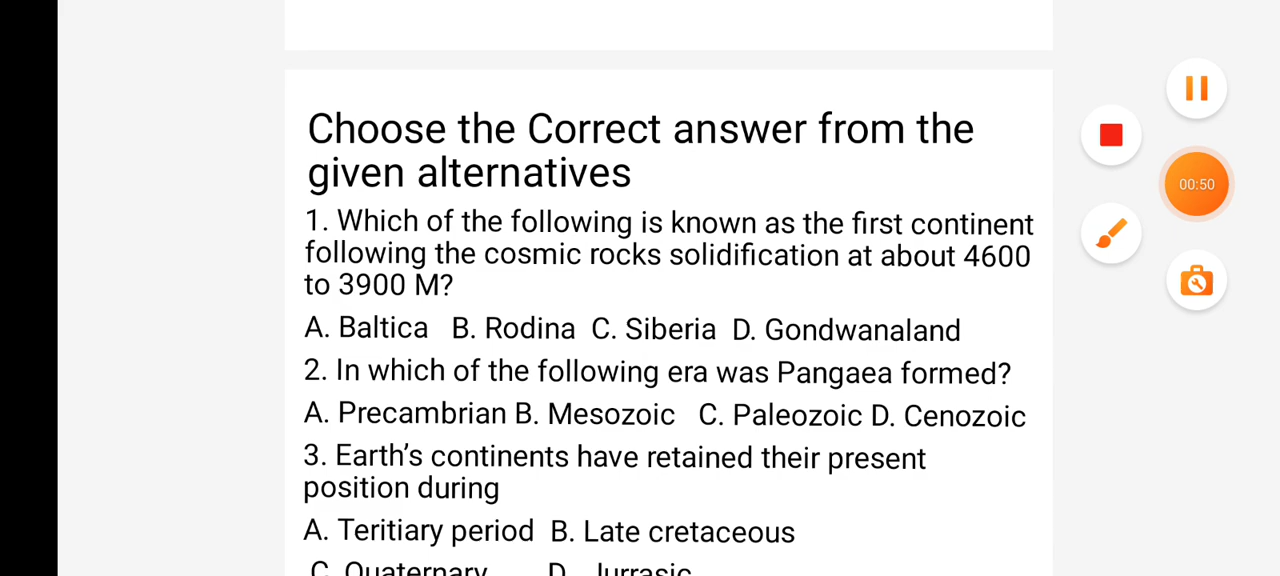 Choose the Correct answer from the
given alternatives
1. Which of the following is known as the first continent
following the cosmic rocks solidification at about 4600
to 3900 M?
A. Baltica B. Rodina C. Siberia D. Gondwanaland
2. In which of the following era was Pangaea formed?
A. Precambrian B. Mesozoic C. Paleozoic D. Cenozoic
3. Earth’s continents have retained their present
position during
A. Teritiary period B. Late cretaceous
C. Quaternary D. Jurrasic
00:50